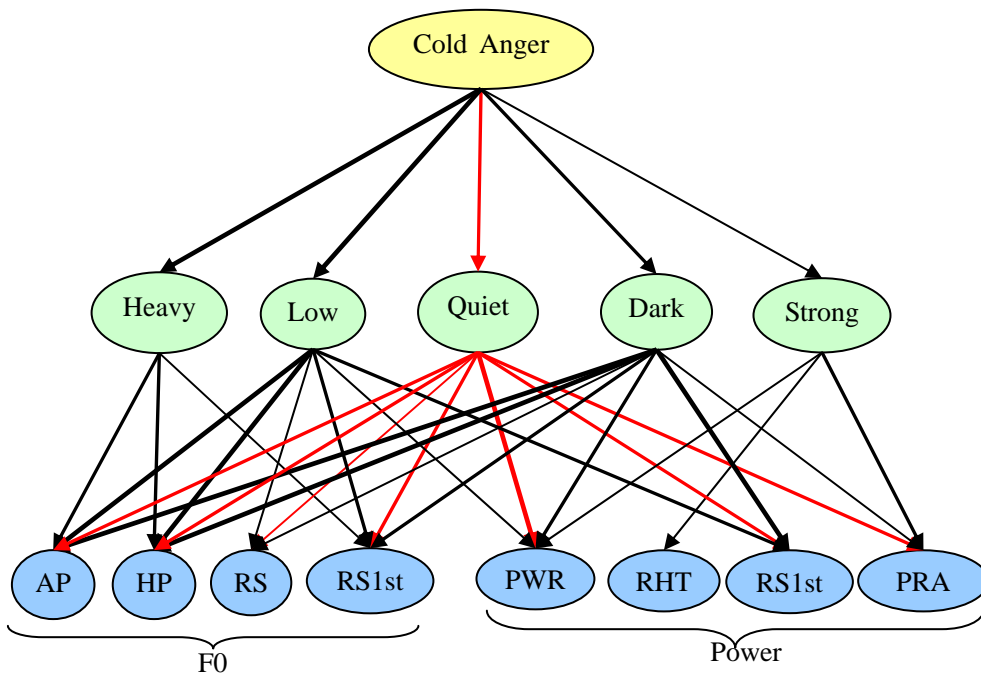 Cold Anger
Heavy Low Quiet Dark Strong
AP HP RS RS1st PWR RHT RS1st PRA
F0 Power